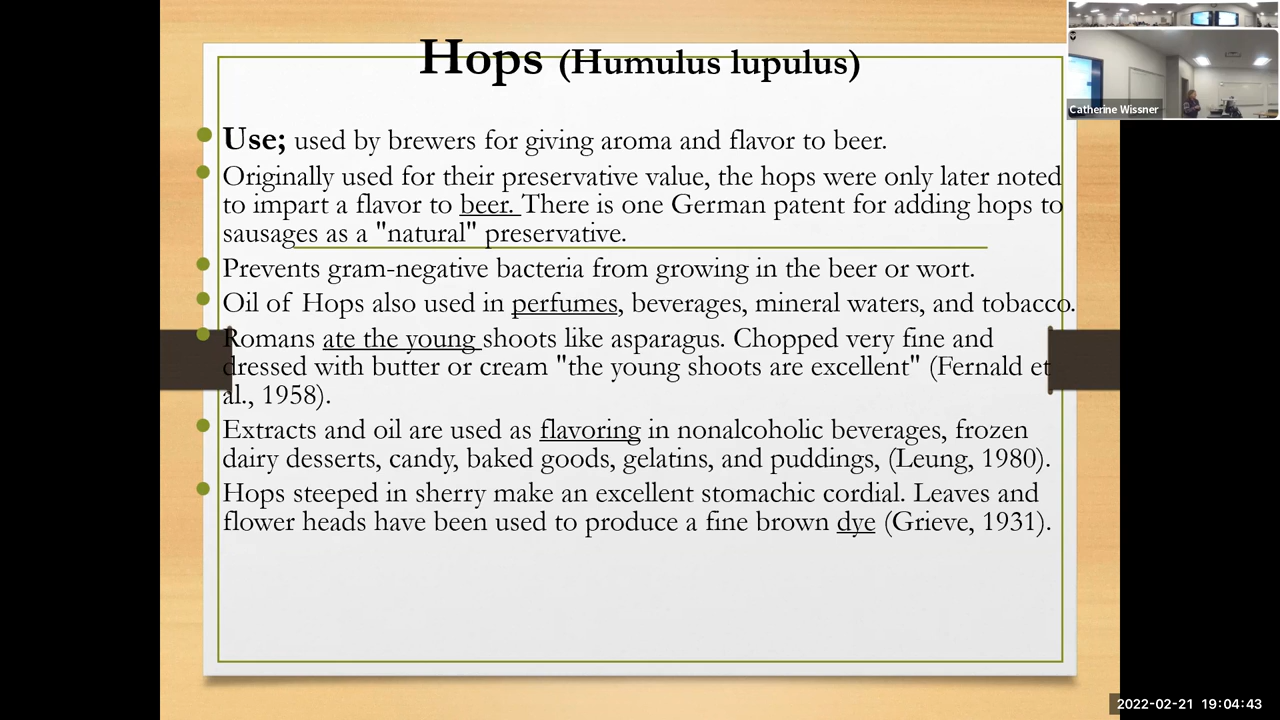 Hops (Humulus lupulus)
Catherine Wissner
Use; used by brewers for giving aroma and flavor to beer.
Originally used for their preservative value, the hops were only later noted
to impart a flavor to beer. There is one German patent for adding hops to
sausages as a "natural" preservative.
Prevents gram-negative bacteria from growing in the beer or wort.
Oil of Hops also used in perfumes, beverages, mineral waters, and tobacco.
Romans ate the young shoots like asparagus. Chopped very fine and
dressed with butter or cream "the young shoots are excellent" (Fernald et
al., 1958).
Extracts and oil are used as flavoring in nonalcoholic beverages, frozen
dairy desserts, candy, baked goods, gelatins, and puddings, (Leung, 1980).
Hops steeped in sherry make an excellent stomachic cordial. Leaves and
flower heads have been used to produce a fine brown dye (Grieve, 1931).
2022-02-21 19:04:43